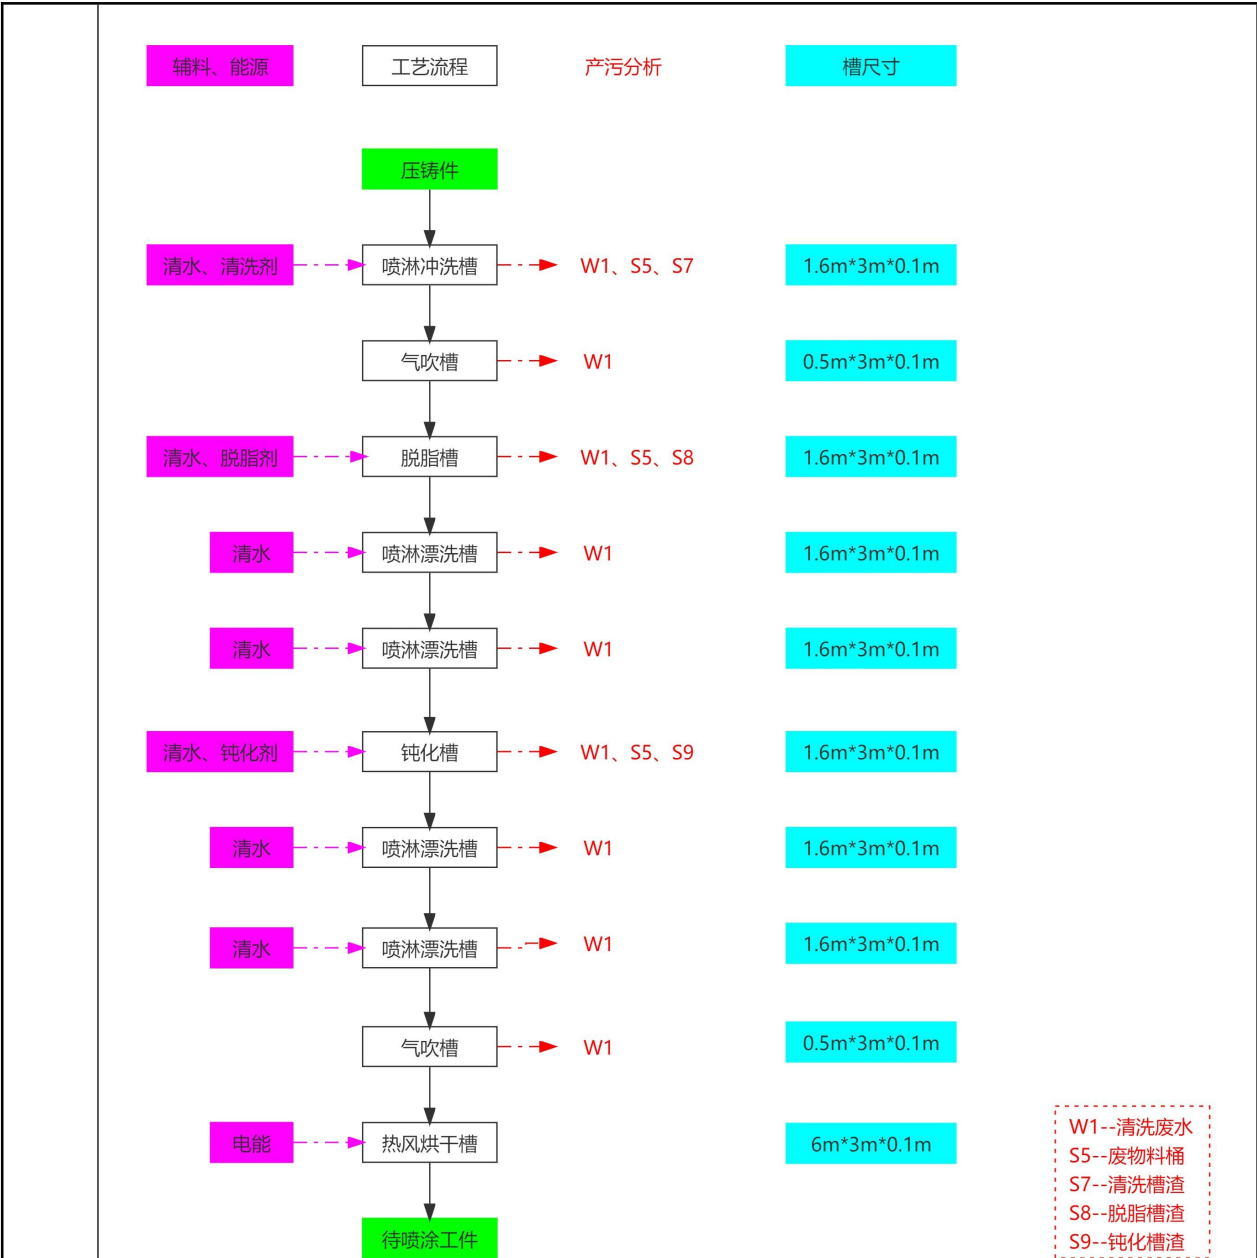 辅料、能源 工艺流程 产污分析 槽尺寸
压铸件
清水、清洗剂 喷淋冲洗槽 W1、S5、S7 1.6m*3m*0.1m
气吹槽 W1 0.5m*3m*0.1m
清水、脱脂剂 脱脂槽 W1、S5、S8 1.6m*3m*0.1m
清水 喷淋漂洗槽 W1 1.6m*3m*0.1m
清水 喷淋漂洗槽 W1 1.6m*3m*0.1m
清水、钝化剂 钝化槽 W1、S5、S9 1.6m*3m*0.1m
清水 喷淋漂洗槽 W1 1.6m*3m*0.1m
清水 喷淋漂洗槽 W1 1.6m*3m*0.1m
气吹槽 W1 0.5m*3m*0.1m
电能 热风烘干槽 6m*3m*0.1m
待喷涂工件
W1--清洗废水
S5--废物料桶
S7--清洗槽渣
S8--脱脂槽渣
S9--钝化槽渣